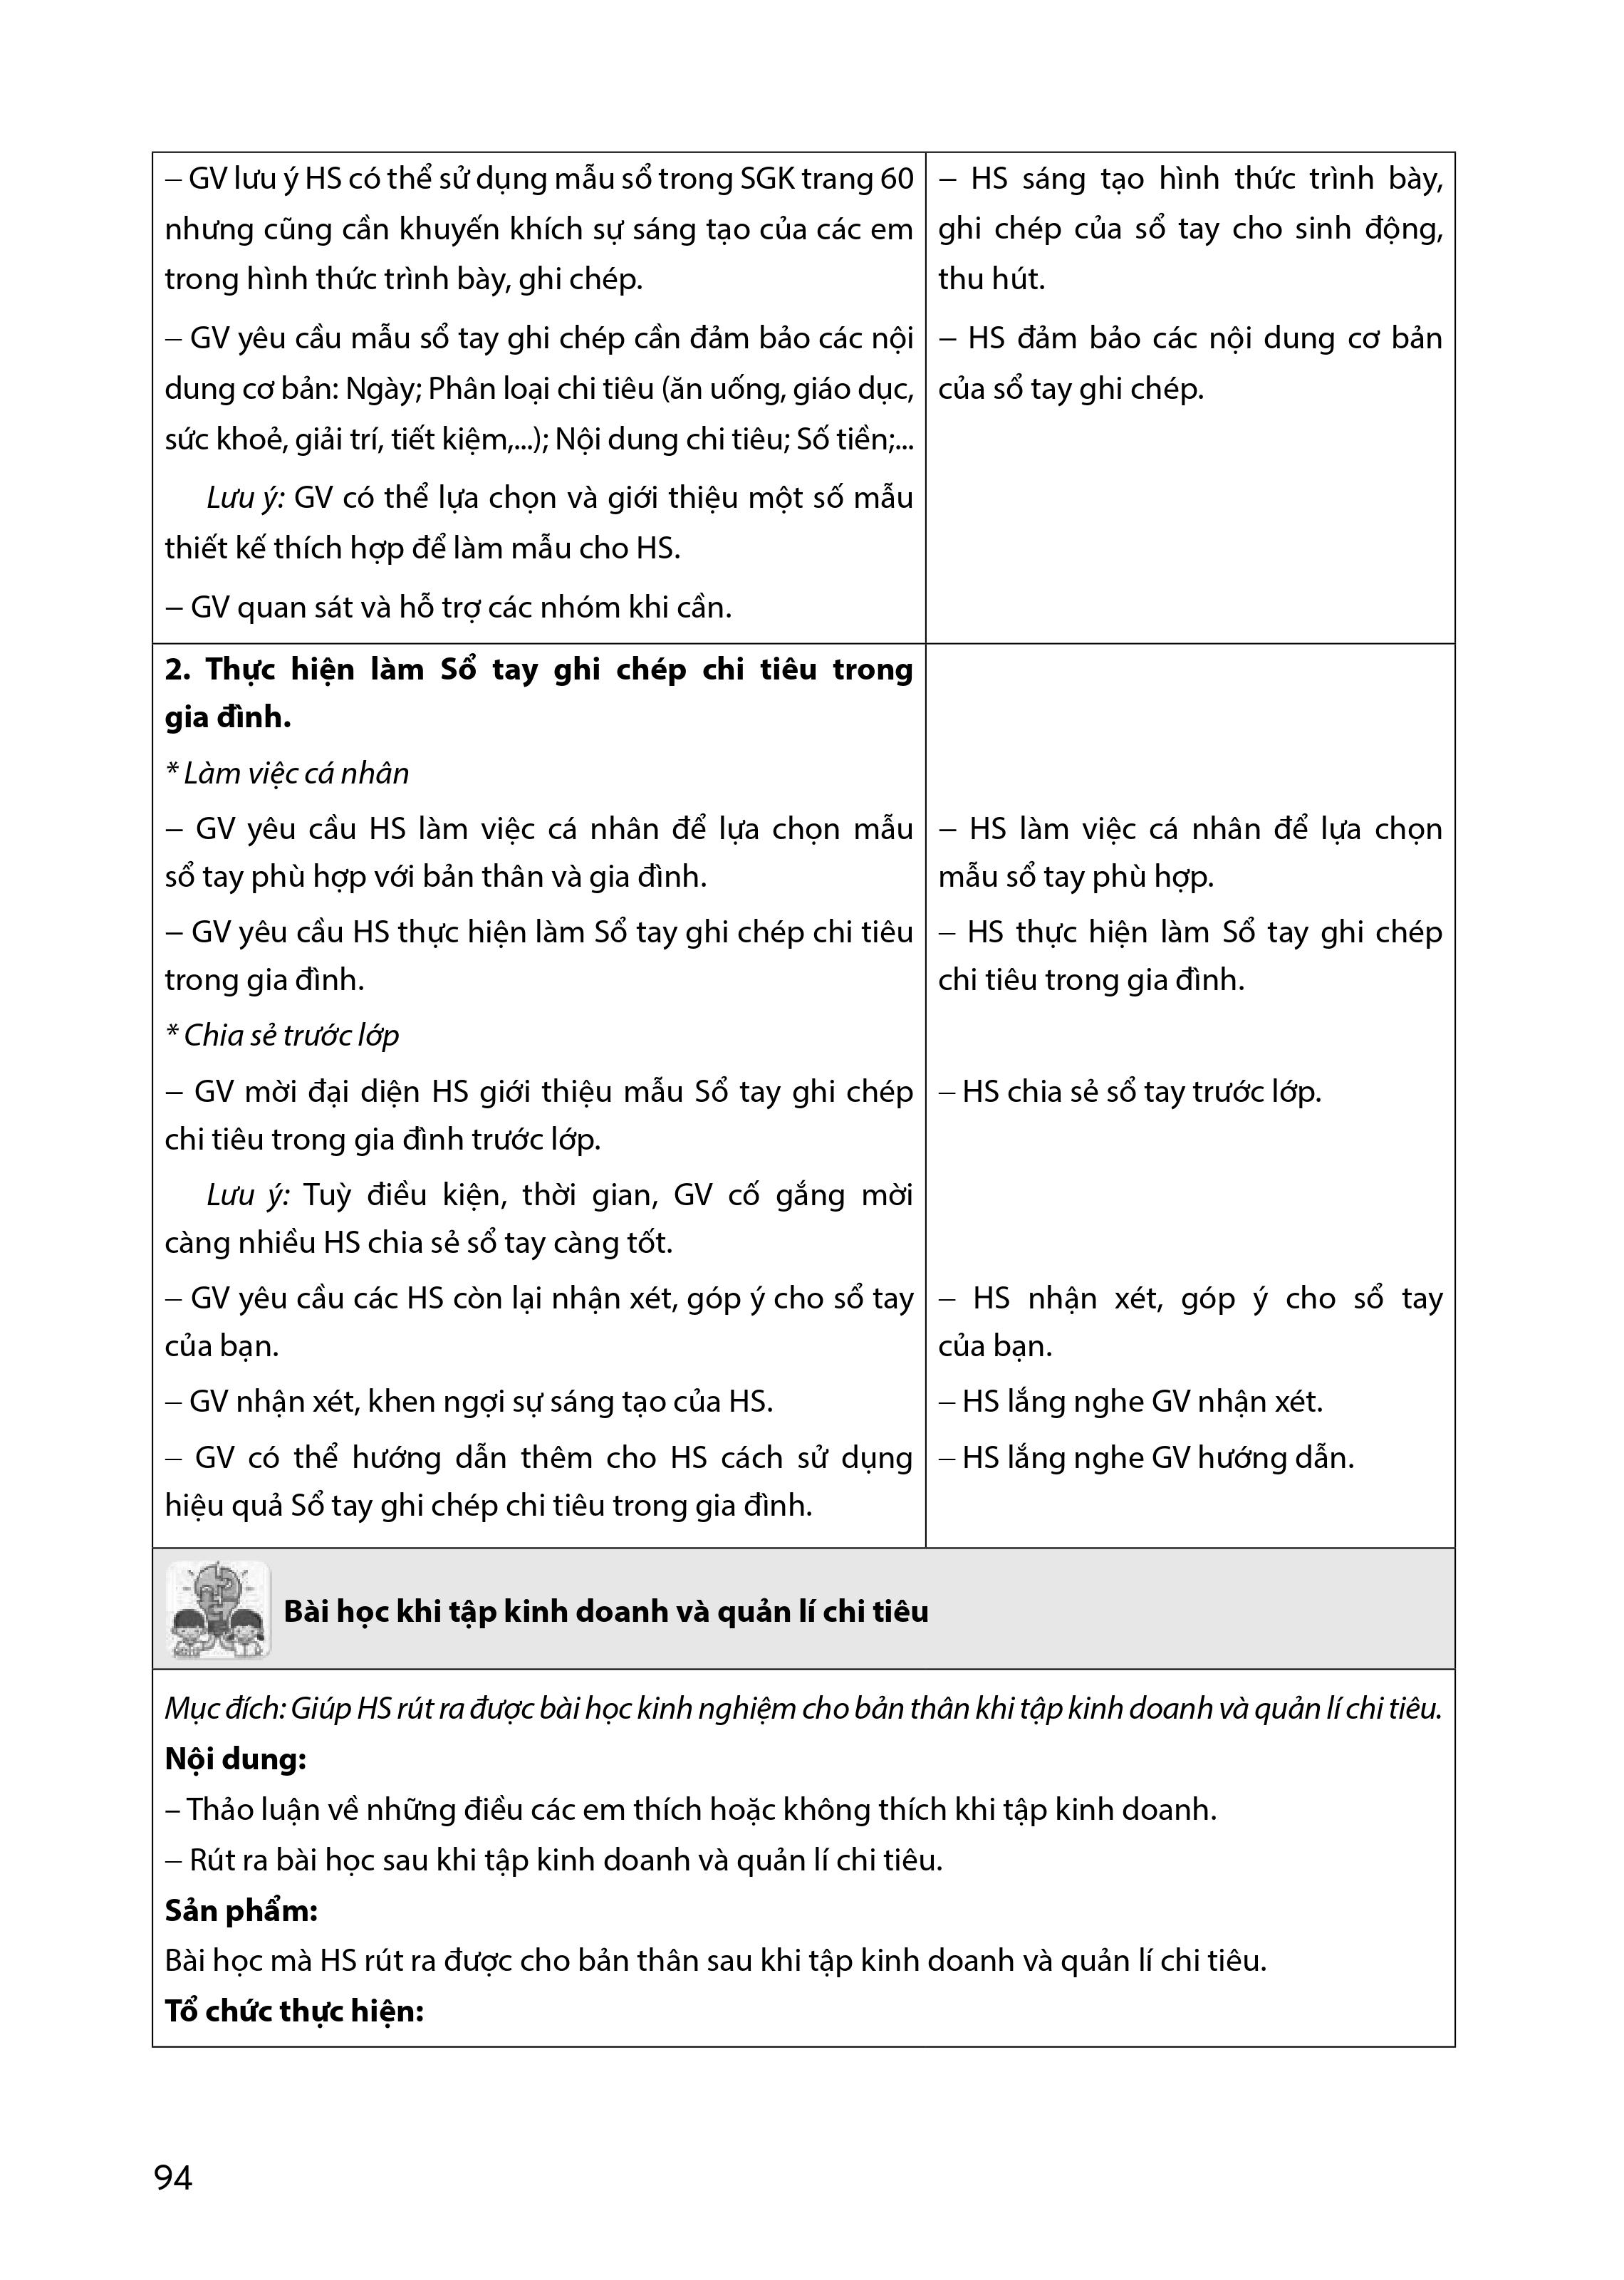 – GV lưu ý HS có thể sử dụng mẫu sổ trong SGK trang 60
nhưng cũng cần khuyến khích sự sáng tạo của các em
trong hình thức trình bày, ghi chép.
– GV yêu cầu mẫu sổ tay ghi chép cần đảm bảo các nội
dung cơ bản: Ngày; Phân loại chi tiêu (ăn uống, giáo dục,
sức khoẻ, giải trí, tiết kiệm,...); Nội dung chi tiêu; Số tiền;...
Lưu ý: GV có thể lựa chọn và giới thiệu một số mẫu
thiết kế thích hợp để làm mẫu cho HS.
– GV quan sát và hỗ trợ các nhóm khi cần.
– HS sáng tạo hình thức trình bày,
ghi chép của sổ tay cho sinh động,
thu hút.
– HS đảm bảo các nội dung cơ bản
của sổ tay ghi chép.
2. Thực hiện làm Sổ tay ghi chép chi tiêu trong
gia đình.
* Làm việc cá nhân
– GV yêu cầu HS làm việc cá nhân để lựa chọn mẫu
sổ tay phù hợp với bản thân và gia đình.
– GV yêu cầu HS thực hiện làm Sổ tay ghi chép chi tiêu
trong gia đình.
* Chia sẻ trước lớp
– GV mời đại diện HS giới thiệu mẫu Sổ tay ghi chép
chi tiêu trong gia đình trước lớp.
Lưu ý: Tuỳ điều kiện, thời gian, GV cố gắng mời
càng nhiều HS chia sẻ sổ tay càng tốt.
– GV yêu cầu các HS còn lại nhận xét, góp ý cho sổ tay
của bạn.
– GV nhận xét, khen ngợi sự sáng tạo của HS.
– GV có thể hướng dẫn thêm cho HS cách sử dụng
hiệu quả Sổ tay ghi chép chi tiêu trong gia đình.
– HS làm việc cá nhân để lựa chọn
mẫu sổ tay phù hợp.
– HS thực hiện làm Sổ tay ghi chép
chi tiêu trong gia đình.
– HS chia sẻ sổ tay trước lớp.
– HS nhận xét, góp ý cho sổ tay
của bạn.
– HS lắng nghe GV nhận xét.
– HS lắng nghe GV hướng dẫn.
Bài học khi tập kinh doanh và quản lí chi tiêu
Mục đích: Giúp HS rút ra được bài học kinh nghiệm cho bản thân khi tập kinh doanh và quản lí chi tiêu.
Nội dung:
– Thảo luận về những điều các em thích hoặc không thích khi tập kinh doanh.
– Rút ra bài học sau khi tập kinh doanh và quản lí chi tiêu.
Sản phẩm:
Bài học mà HS rút ra được cho bản thân sau khi tập kinh doanh và quản lí chi tiêu.
Tổ chức thực hiện:
94